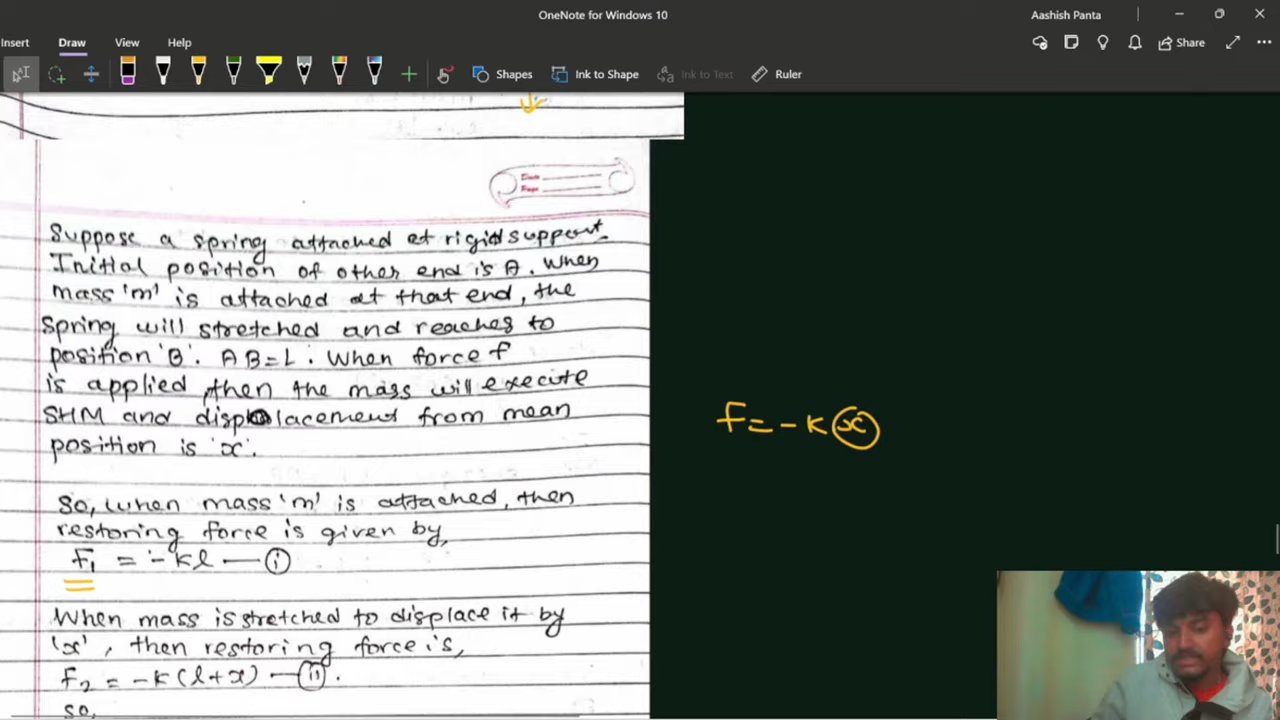 OneNote for Windows 10
Aashish Panta
Insert Draw View Help
Share
Shapes Ink to Shape Ink to Text Ruler
Date
Page
Suppose a spring attached at rigid support.
Initial position of other end is A. When
mass 'm' is attached at that end, the
spring will stretched and reaches to
position 'B'. AB=L. When force f
is applied, then the mass will execute
SHM and displacement from mean
position is 'x'.
So, when mass 'm' is attached, then
restoring force is given by,
F₁ = -kl — (i)
When mass is stretched to displace it by
'x', then restoring force is,
F₂ = -k(l+x) — (ii).
so,
F = -k(x)